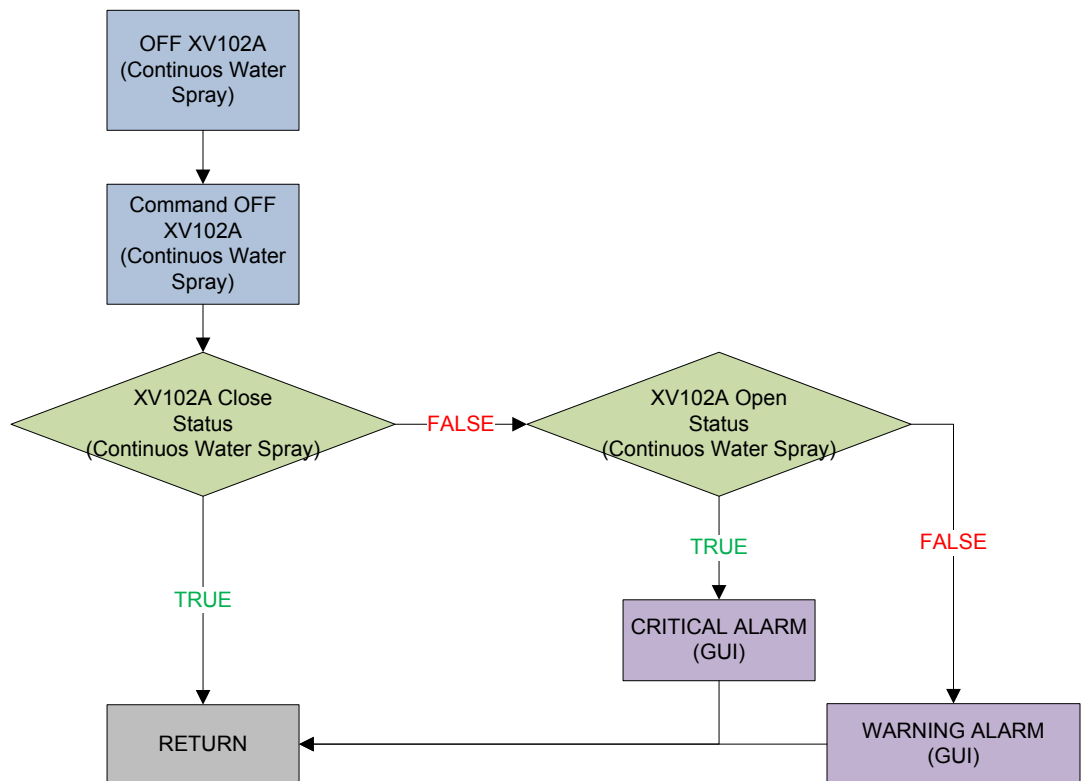 OFF XV102A
(Continuos Water
Spray)
Command OFF
XV102A
(Continuos Water
Spray)
XV102A Close
Status
(Continuos Water Spray)
FALSE
XV102A Open
Status
(Continuos Water Spray)
TRUE
FALSE
TRUE
CRITICAL ALARM
(GUI)
RETURN
WARNING ALARM
(GUI)